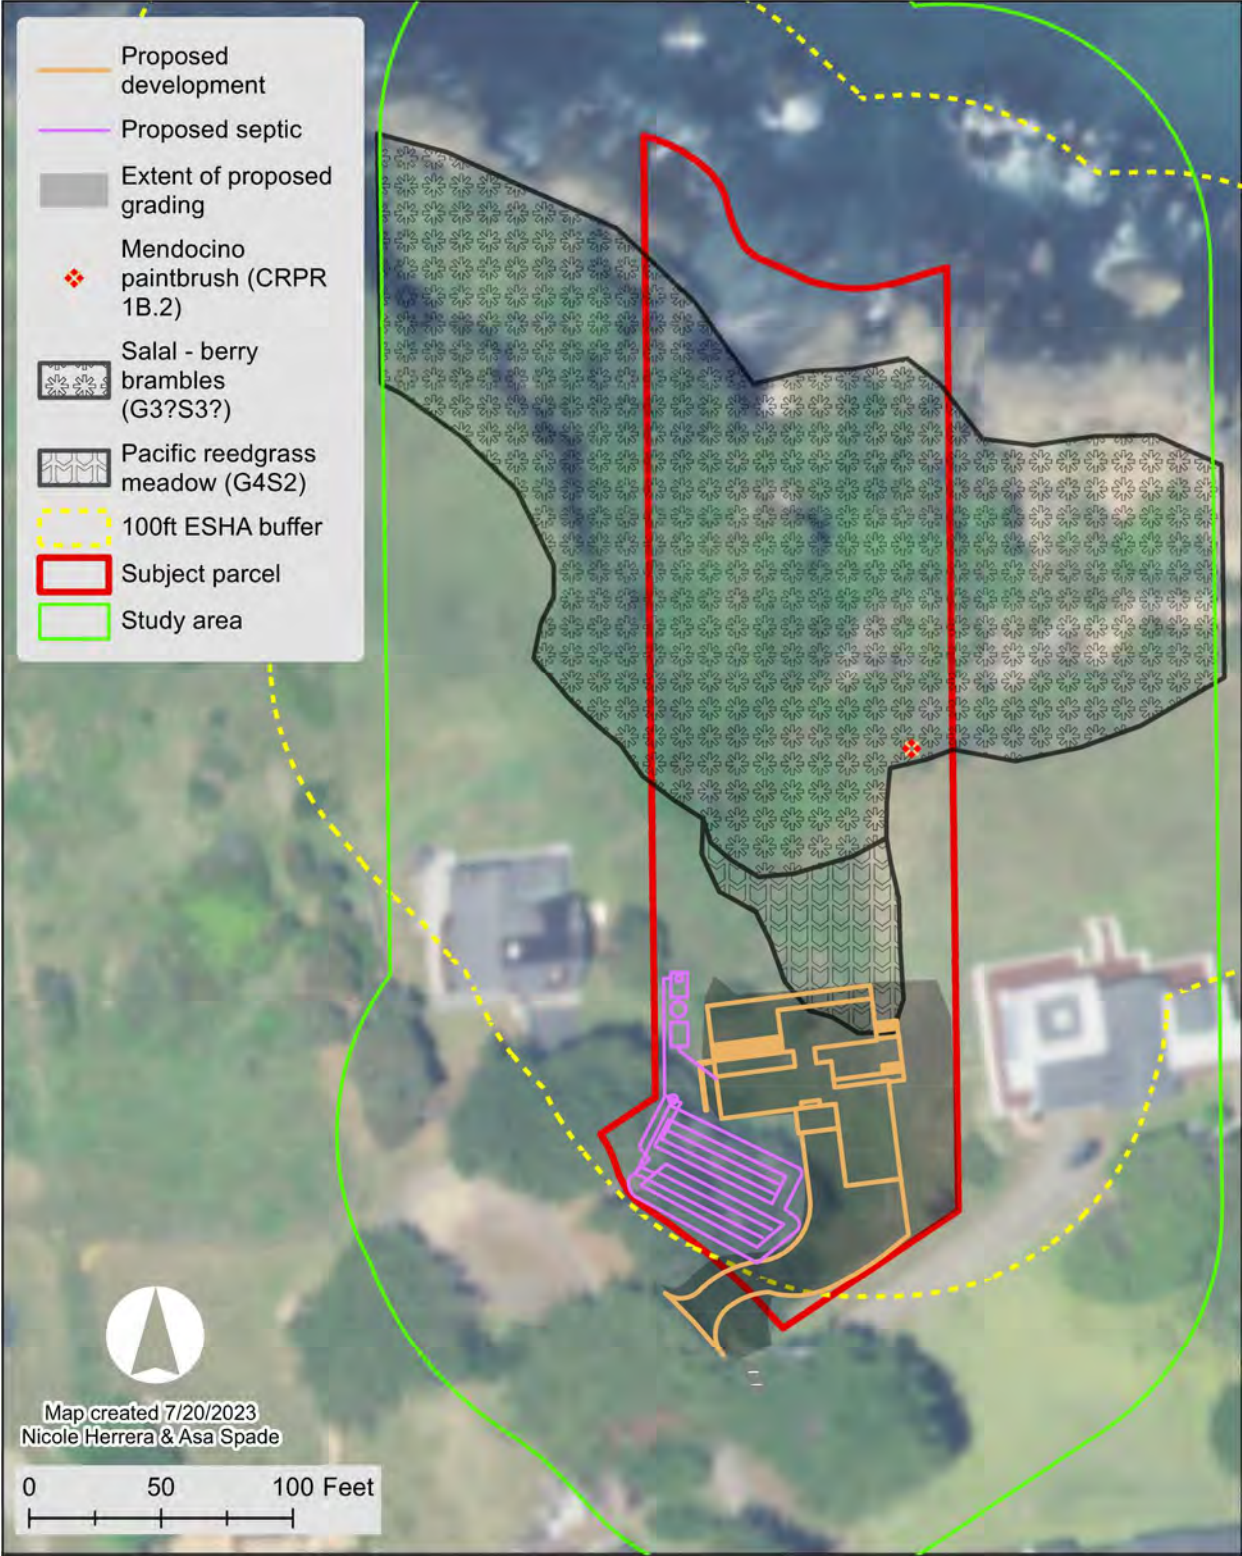 Proposed
development
Proposed septic
Extent of proposed
grading
Mendocino
paintbrush (CRPR
1B.2)
Salal - berry
brambles
(G3?S3?)
Pacific reedgrass
meadow (G4S2)
100ft ESHA buffer
Subject parcel
Study area
Map created 7/20/2023
Nicole Herrera & Asa Spade
0 50 100 Feet